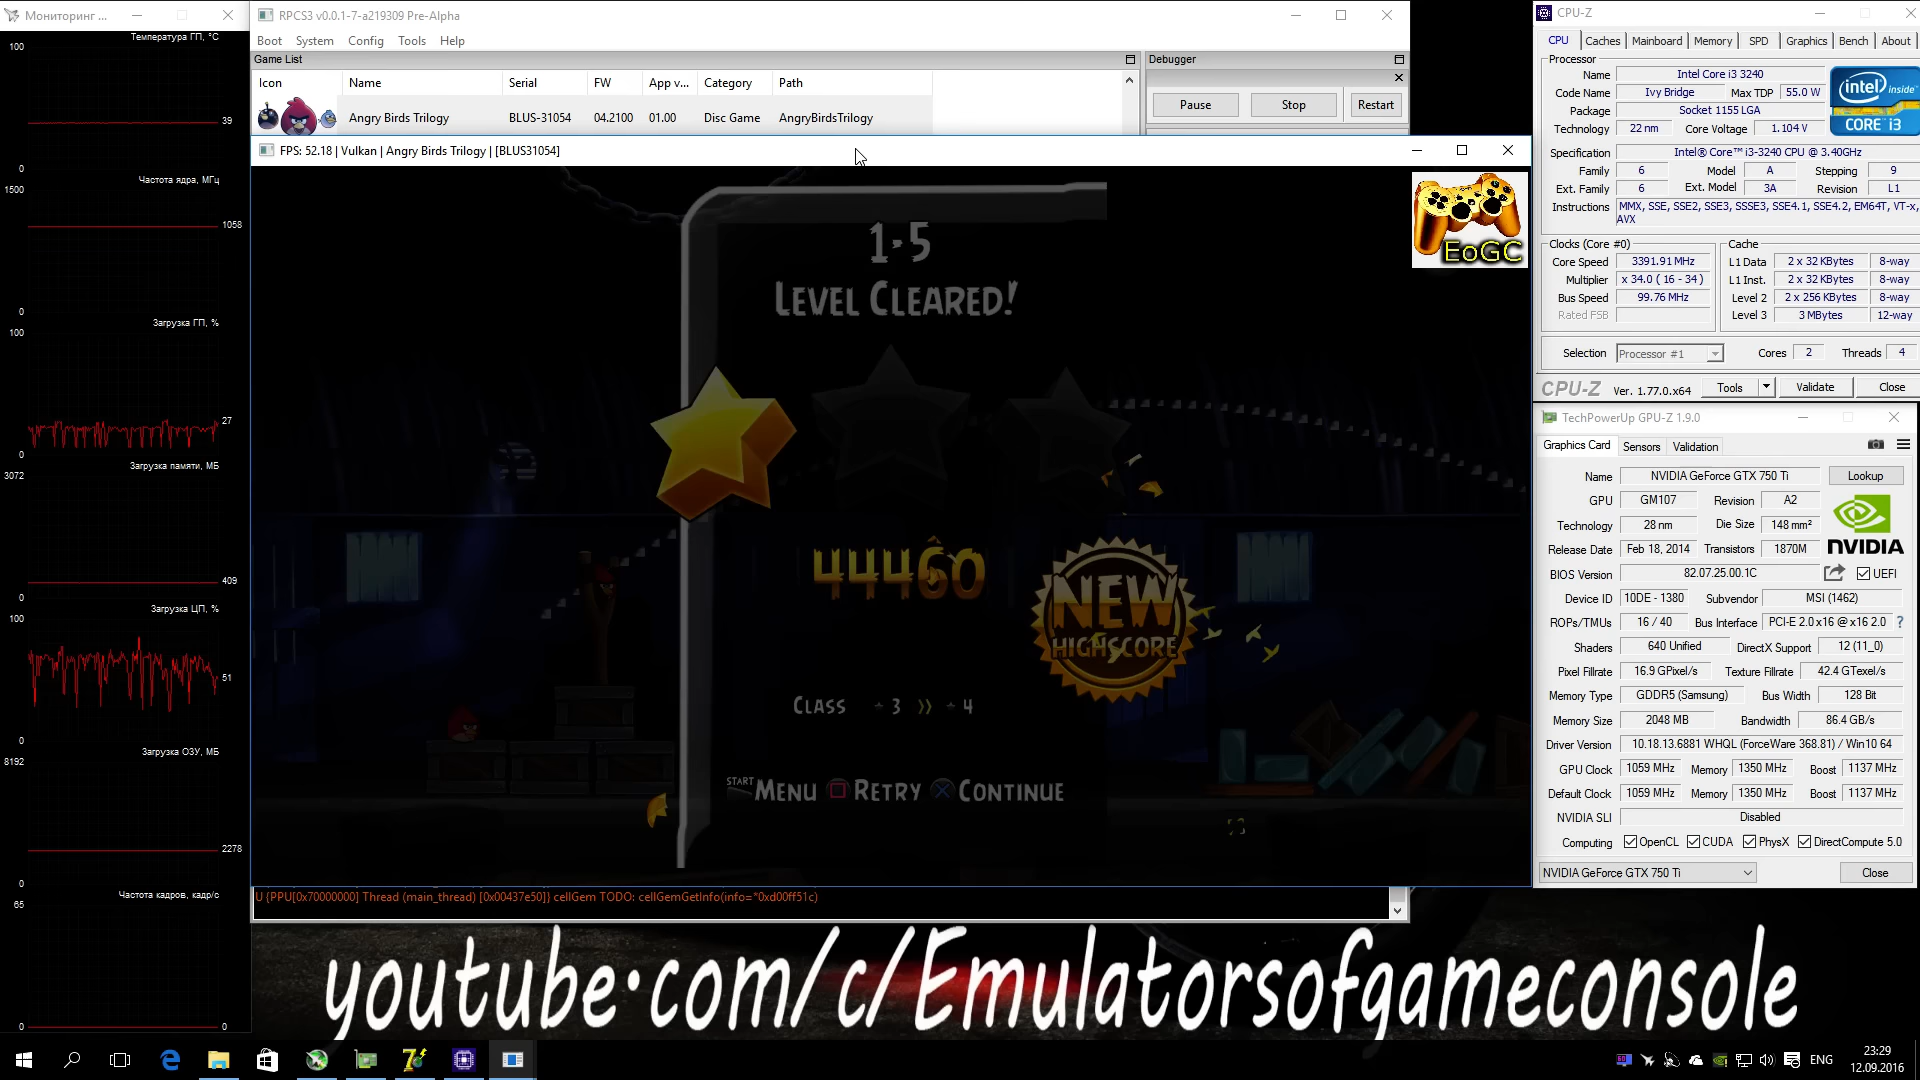 Мониторинг ...
Температура ГП, °C
100
39
0
Частота ядра, МГц
1500
1058
0
Загрузка ГП, %
100
27
0
Загрузка памяти, МБ
3072
409
0
Загрузка ЦП, %
100
51
0
Загрузка ОЗУ, МБ
8192
2278
0
Частота кадров, кадр/с
65
0
0
RPCS3 v0.0.1-7-a219309 Pre-Alpha
Boot System Config Tools Help
Game List
Icon Name Serial FW App v... Category Path
Angry Birds Trilogy BLUS-31054 04.2100 01.00 Disc Game AngryBirdsTrilogy
Debugger
Pause Stop Restart
FPS: 52.18 | Vulkan | Angry Birds Trilogy | [BLUS31054]
EoGC
1-5
LEVEL CLEARED!
44460
NEW
HIGHSCORE
CLASS 3 » 4
START MENU RETRY CONTINUE
U {PPU[0x70000000] Thread (main_thread) [0x00437e50]} cellGem TODO: cellGemGetInfo(info=*0xd00ff51c)
youtube.com/c/Emulatorsofgameconsole
CPU-Z
CPU Caches Mainboard Memory SPD Graphics Bench About
Processor
Name Intel Core i3 3240
Code Name Ivy Bridge Max TDP 55.0 W
Package Socket 1155 LGA
Technology 22 nm Core Voltage 1.104 V
intel inside™
CORE i3
Specification Intel® Core™ i3-3240 CPU @ 3.40GHz
Family 6 Model A Stepping 9
Ext. Family 6 Ext. Model 3A Revision L1
Instructions MMX, SSE, SSE2, SSE3, SSSE3, SSE4.1, SSE4.2, EM64T, VT-x,
AVX
Clocks (Core #0) Cache
Core Speed 3391.91 MHz L1 Data 2 x 32 KBytes 8-way
Multiplier x 34.0 ( 16 - 34 ) L1 Inst. 2 x 32 KBytes 8-way
Bus Speed 99.76 MHz Level 2 2 x 256 KBytes 8-way
Rated FSB Level 3 3 MBytes 12-way
Selection Processor #1 Cores 2 Threads 4
CPU-Z Ver. 1.77.0.x64 Tools Validate Close
TechPowerUp GPU-Z 1.9.0
Graphics Card Sensors Validation
Name NVIDIA GeForce GTX 750 Ti Lookup
GPU GM107 Revision A2
Technology 28 nm Die Size 148 mm²
Release Date Feb 18, 2014 Transistors 1870M
NVIDIA
BIOS Version 82.07.25.00.1C UEFI
Device ID 10DE - 1380 Subvendor MSI (1462)
ROPs/TMUs 16 / 40 Bus Interface PCI-E 2.0 x16 @ x16 2.0 ?
Shaders 640 Unified DirectX Support 12 (11_0)
Pixel Fillrate 16.9 GPixel/s Texture Fillrate 42.4 GTexel/s
Memory Type GDDR5 (Samsung) Bus Width 128 Bit
Memory Size 2048 MB Bandwidth 86.4 GB/s
Driver Version 10.18.13.6881 WHQL (ForceWare 368.81) / Win10 64
GPU Clock 1059 MHz Memory 1350 MHz Boost 1137 MHz
Default Clock 1059 MHz Memory 1350 MHz Boost 1137 MHz
NVIDIA SLI Disabled
Computing OpenCL CUDA PhysX DirectCompute 5.0
NVIDIA GeForce GTX 750 Ti Close
ENG
23:29
12.09.2016